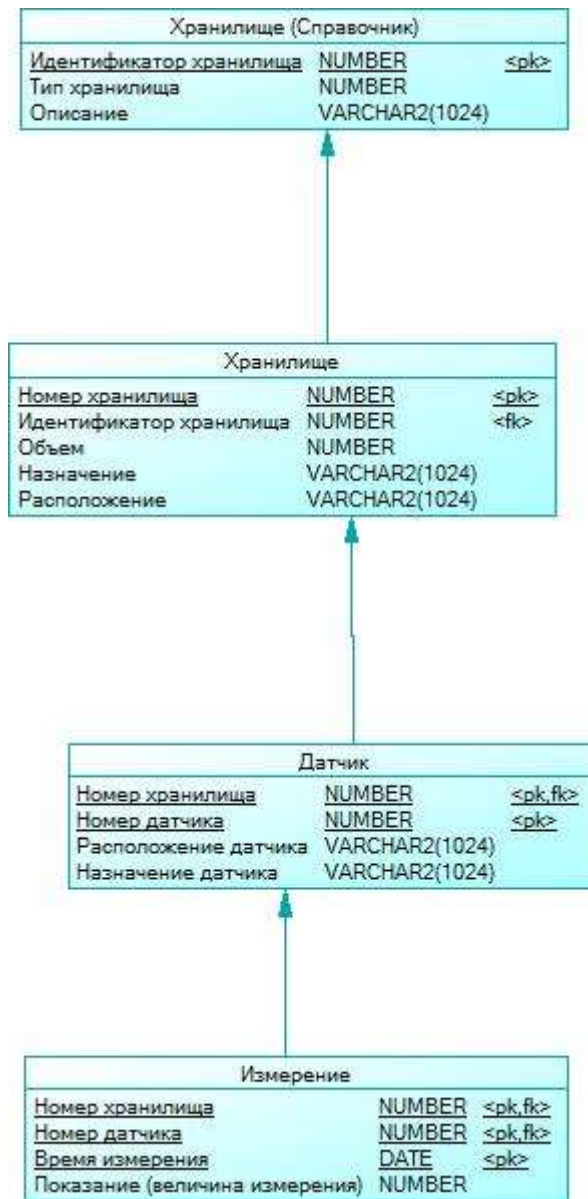 Хранилище (Справочник)
Идентификатор хранилища NUMBER <pk>
Тип хранилища NUMBER
Описание VARCHAR2(1024)
Хранилище
Номер хранилища NUMBER <pk>
Идентификатор хранилища NUMBER <fk>
Объем NUMBER
Назначение VARCHAR2(1024)
Расположение VARCHAR2(1024)
Датчик
Номер хранилища NUMBER <pk,fk>
Номер датчика NUMBER <pk>
Расположение датчика VARCHAR2(1024)
Назначение датчика VARCHAR2(1024)
Измерение
Номер хранилища NUMBER <pk,fk>
Номер датчика NUMBER <pk,fk>
Время измерения DATE <pk>
Показание (величина измерения) NUMBER